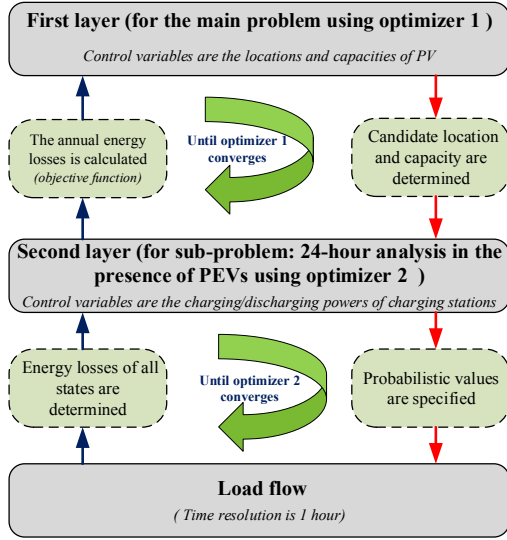 First layer (for the main problem using optimizer 1 )
Control variables are the locations and capacities of PV
The annual energy
losses is calculated
(objective function)
Until optimizer 1
converges
Candidate location
and capacity are
determined
Second layer (for sub-problem: 24-hour analysis in the
presence of PEVs using optimizer 2  )
Control variables are the charging/discharging powers of charging stations
Energy losses of all
states are
determined
Until optimizer 2
converges
Probabilistic values
are specified
Load flow
( Time resolution is 1 hour)